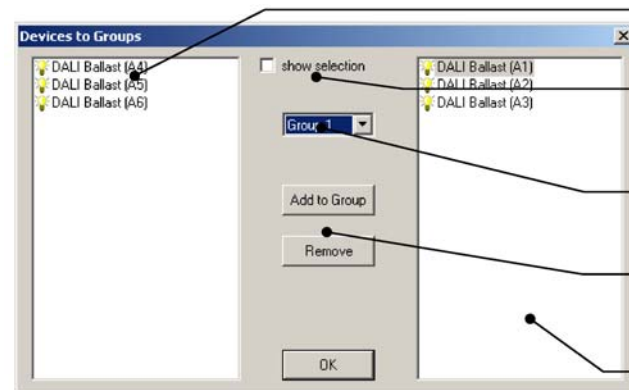 Devices to Groups
DALI Ballast (A4)
DALI Ballast (A5)
DALI Ballast (A6)
show selection
Group 1
Add to Group
Remove
OK
DALI Ballast (A1)
DALI Ballast (A2)
DALI Ballast (A3)